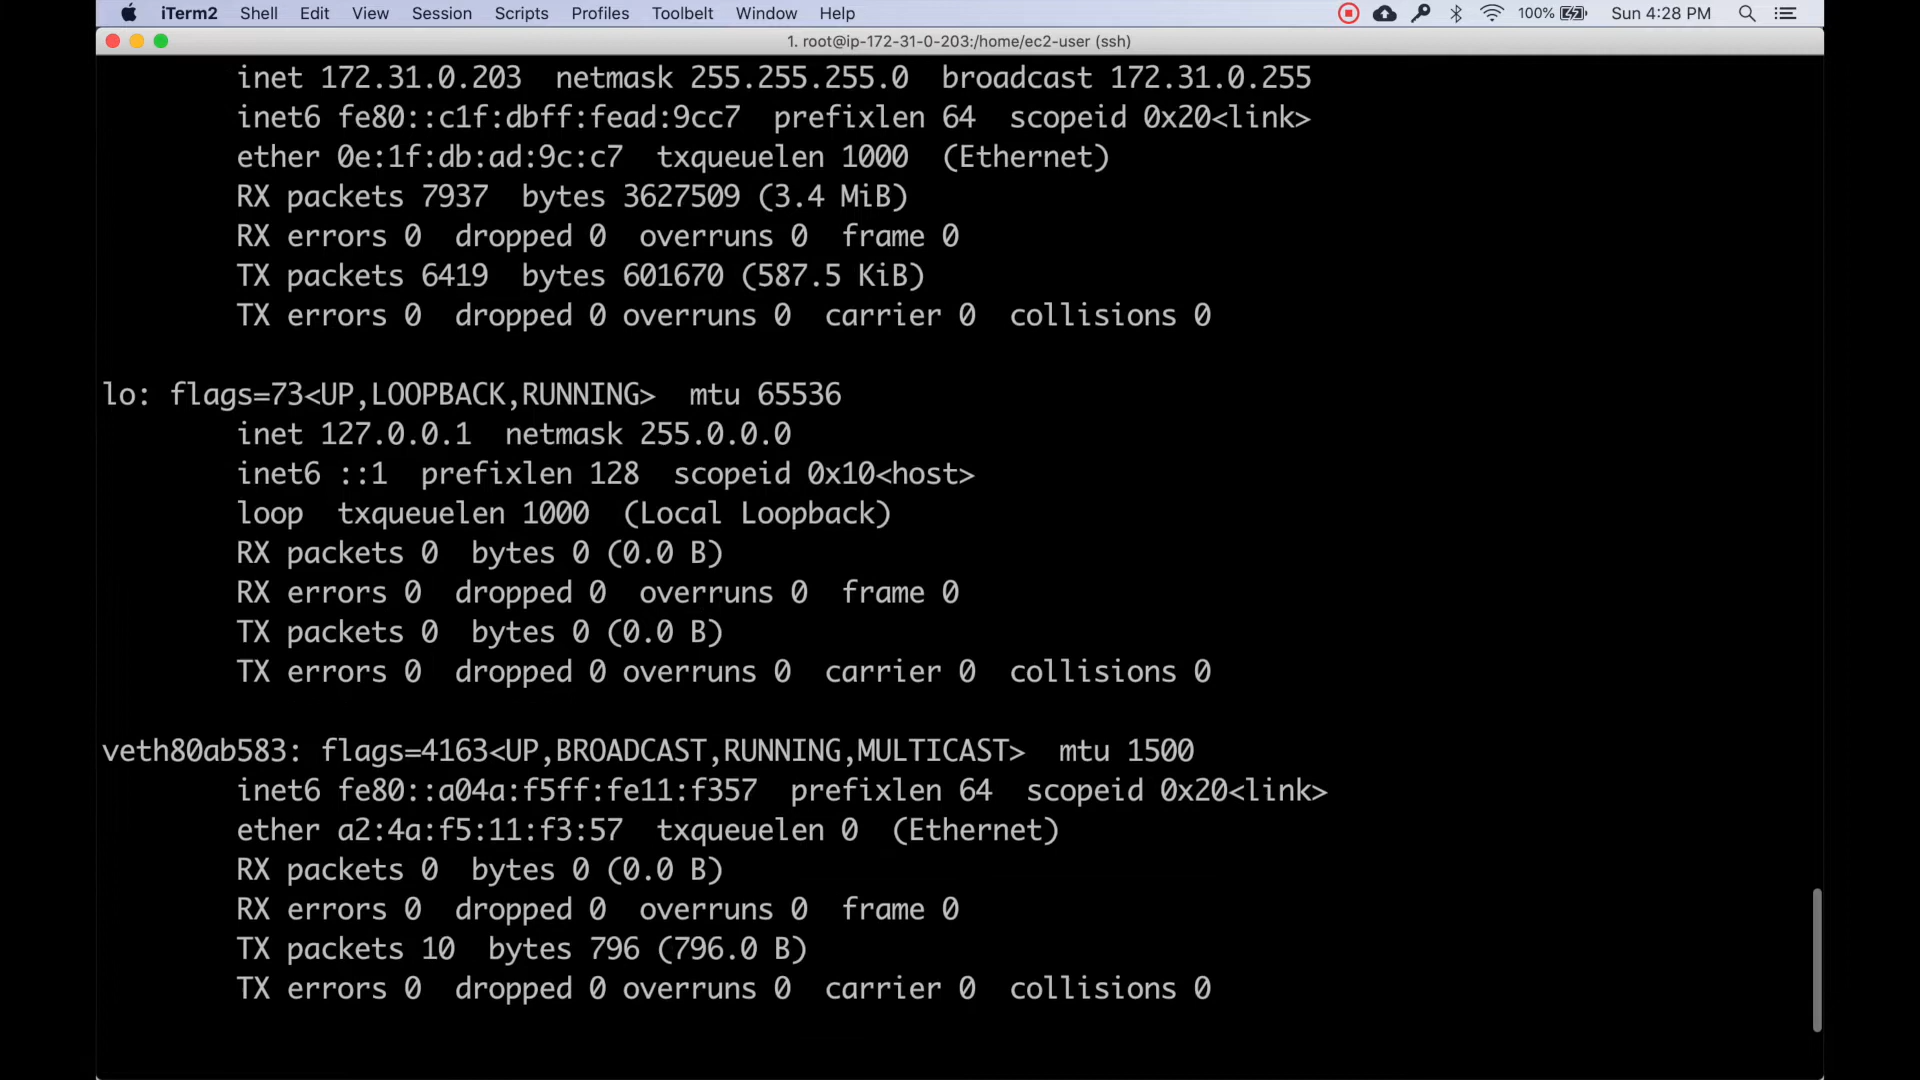 iTerm2 Shell Edit View Session Scripts Profiles Toolbelt Window Help 100% Sun 4:28 PM
1. root@ip-172-31-0-203:/home/ec2-user (ssh)
inet 172.31.0.203 netmask 255.255.255.0 broadcast 172.31.0.255
inet6 fe80::c1f:dbff:fead:9cc7 prefixlen 64 scopeid 0x20<link>
ether 0e:1f:db:ad:9c:c7 txqueuelen 1000 (Ethernet)
RX packets 7937 bytes 3627509 (3.4 MiB)
RX errors 0 dropped 0 overruns 0 frame 0
TX packets 6419 bytes 601670 (587.5 KiB)
TX errors 0 dropped 0 overruns 0 carrier 0 collisions 0
lo: flags=73<UP,LOOPBACK,RUNNING> mtu 65536
inet 127.0.0.1 netmask 255.0.0.0
inet6 ::1 prefixlen 128 scopeid 0x10<host>
loop txqueuelen 1000 (Local Loopback)
RX packets 0 bytes 0 (0.0 B)
RX errors 0 dropped 0 overruns 0 frame 0
TX packets 0 bytes 0 (0.0 B)
TX errors 0 dropped 0 overruns 0 carrier 0 collisions 0
veth80ab583: flags=4163<UP,BROADCAST,RUNNING,MULTICAST> mtu 1500
inet6 fe80::a04a:f5ff:fe11:f357 prefixlen 64 scopeid 0x20<link>
ether a2:4a:f5:11:f3:57 txqueuelen 0 (Ethernet)
RX packets 0 bytes 0 (0.0 B)
RX errors 0 dropped 0 overruns 0 frame 0
TX packets 10 bytes 796 (796.0 B)
TX errors 0 dropped 0 overruns 0 carrier 0 collisions 0